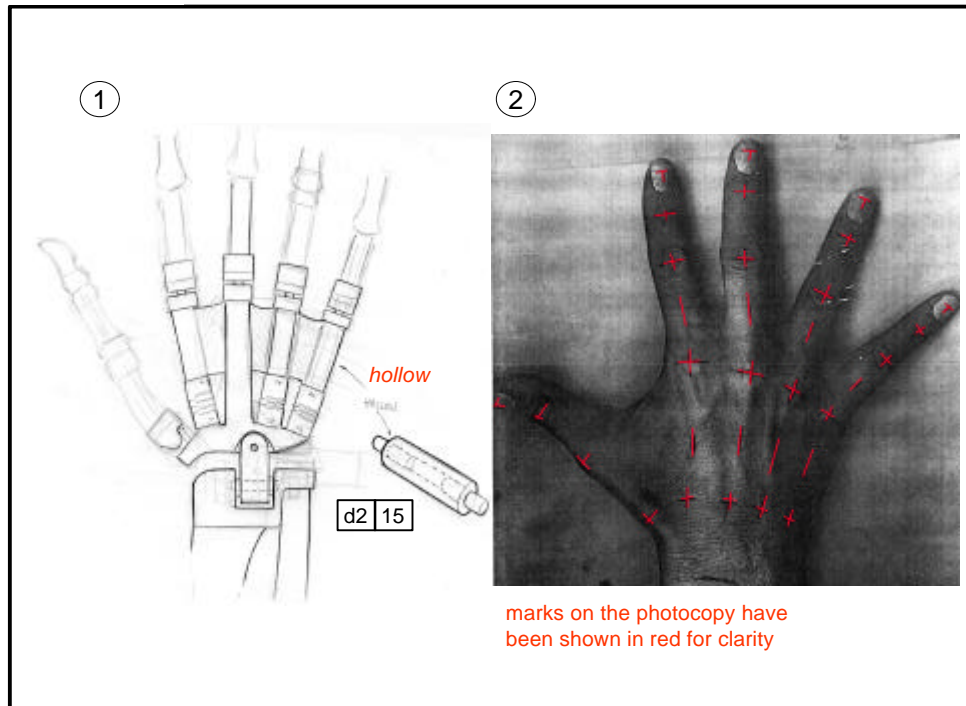 1
2
hollow
d2 15
marks on the photocopy have
been shown in red for clarity